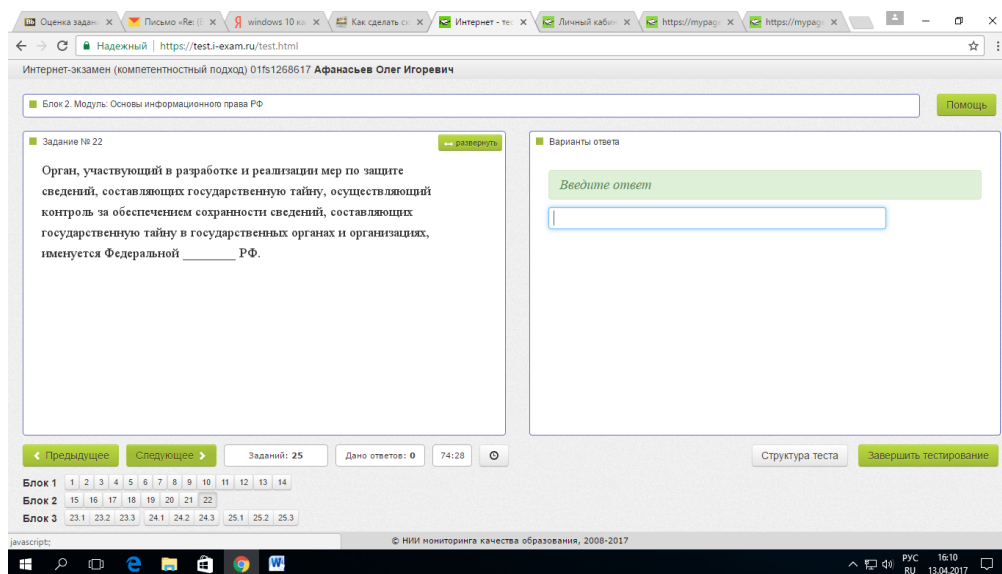 Оценка задан
Письмо «Re: (Б
windows 10 ка
Как сделать ск
Интернет - тес
Личный кабин
https://mypage
https://mypage
Надежный https://test.i-exam.ru/test.html
Интернет-экзамен (компетентностный подход) 01fs1268617 Афанасьев Олег Игоревич
Блок 2. Модуль: Основы информационного права РФ
Помощь
Задание № 22
развернуть
Орган, участвующий в разработке и реализации мер по защите
сведений, составляющих государственную тайну, осуществляющий
контроль за обеспечением сохранности сведений, составляющих
государственную тайну в государственных органах и организациях,
именуется Федеральной ________ РФ.
Варианты ответа
Введите ответ
Предыдущее
Следующее
Заданий: 25
Дано ответов: 0
74:28
Структура теста
Завершить тестирование
Блок 1 1 2 3 4 5 6 7 8 9 10 11 12 13 14
Блок 2 15 16 17 18 19 20 21 22
Блок 3 23.1 23.2 23.3 24.1 24.2 24.3 25.1 25.2 25.3
javascript:;
© НИИ мониторинга качества образования, 2008-2017
РУС
RU
16:10
13.04.2017